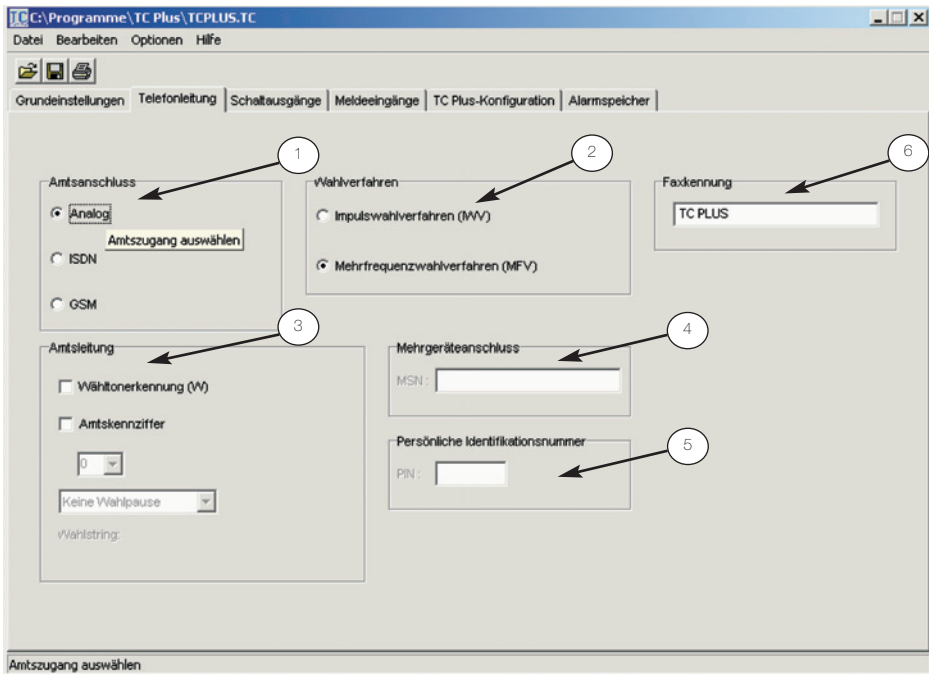 TC C:\Programme\TC Plus\TCPLUS.TC
Datei Bearbeiten Optionen Hilfe
Grundeinstellungen Telefonleitung Schaltausgänge Meldeeingänge TC Plus-Konfiguration Alarmspeicher
1 2 6
Amtsanschluss
Analog
Amtszugang auswählen
ISDN
GSM
Wahlverfahren
Impulswahlverfahren (IWV)
Mehrfrequenzwahlverfahren (MFV)
Faxkennung
TC PLUS
3
Amtsleitung
Wähltonerkennung (W)
Amtskennziffer
0
Keine Wahlpause
Wahlstring:
4
Mehrgeräteanschluss
MSN :
5
Persönliche Identifikationsnummer
PIN :
Amtszugang auswählen